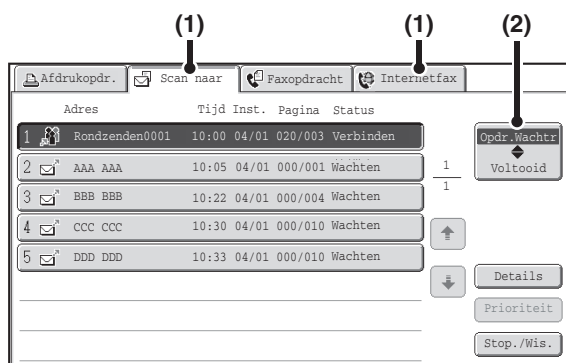 (1) (1) (2)
Afdrukopdr. Scan naar Faxopdracht Internetfax
Adres Tijd Inst. Pagina Status
1 Rondzenden0001 10:00 04/01 020/003 Verbinden
Opdr.Wachtr
2 AAA AAA 10:05 04/01 000/001 Wachten
1
Voltooid
3 BBB BBB 10:22 04/01 000/004 Wachten
1
4 CCC CCC 10:30 04/01 000/010 Wachten
5 DDD DDD 10:33 04/01 000/010 Wachten
Details
Prioriteit
Stop./Wis.